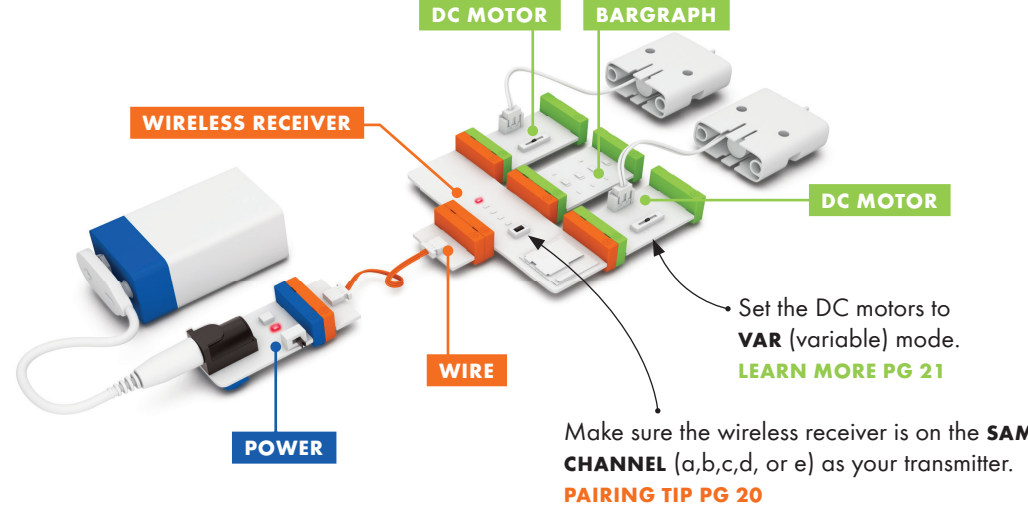 DC MOTOR
BARGRAPH
WIRELESS RECEIVER
DC MOTOR
Set the DC motors to
VAR (variable) mode.
LEARN MORE PG 21
WIRE
POWER
Make sure the wireless receiver is on the SAM
CHANNEL (a,b,c,d, or e) as your transmitter.
PAIRING TIP PG 20